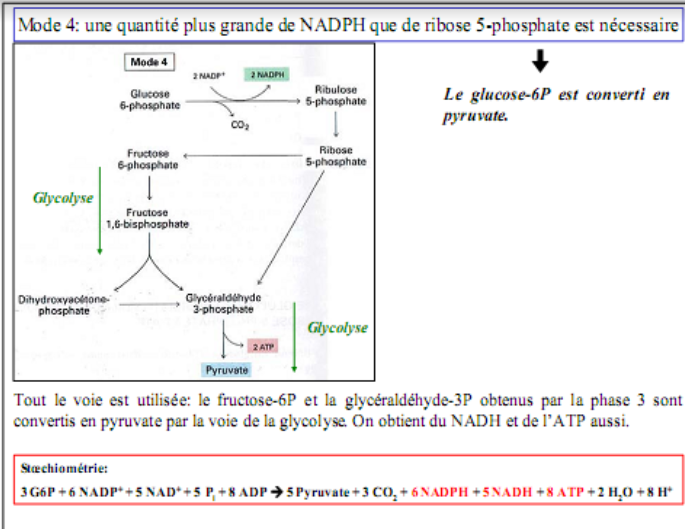 Mode 4: une quantité plus grande de NADPH que de ribose 5-phosphate est nécessaire
Mode 4
2 NADP⁺
2 NADPH
Glucose
6-phosphate
Ribulose
5-phosphate
CO₂
Fructose
6-phosphate
Ribose
5-phosphate
Glycolyse
Fructose
1,6-bisphosphate
Dihydroxyacétone-
phosphate
Glycéraldéhyde
3-phosphate
Glycolyse
2 ATP
Pyruvate
Le glucose-6P est converti en
pyruvate.
Tout le voie est utilisée: le fructose-6P et la glycéraldéhyde-3P obtenus par la phase 3 sont
convertis en pyruvate par la voie de la glycolyse. On obtient du NADH et de l'ATP aussi.
Stœchiométrie:
3 G6P + 6 NADP⁺ + 5 NAD⁺ + 5 Pᵢ + 8 ADP ➔ 5 Pyruvate + 3 CO₂ + 6 NADPH + 5 NADH + 8 ATP + 2 H₂O + 8 H⁺